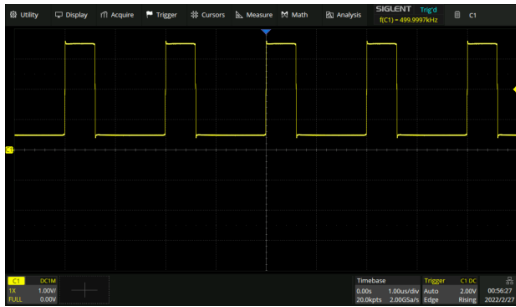 Utility Display Acquire Trigger Cursors Measure Math Analysis SIGLENT Trig'd C1
f(C1) = 499.9997kHz
C1
C1 DC1M
1X 1.00V/
FULL 0.00V
Timebase
0.00s 1.00us/div
20.0kpts 2.00GSa/s
Trigger C1 DC
Auto 2.00V
Edge Rising
00:56:27
2022/2/27